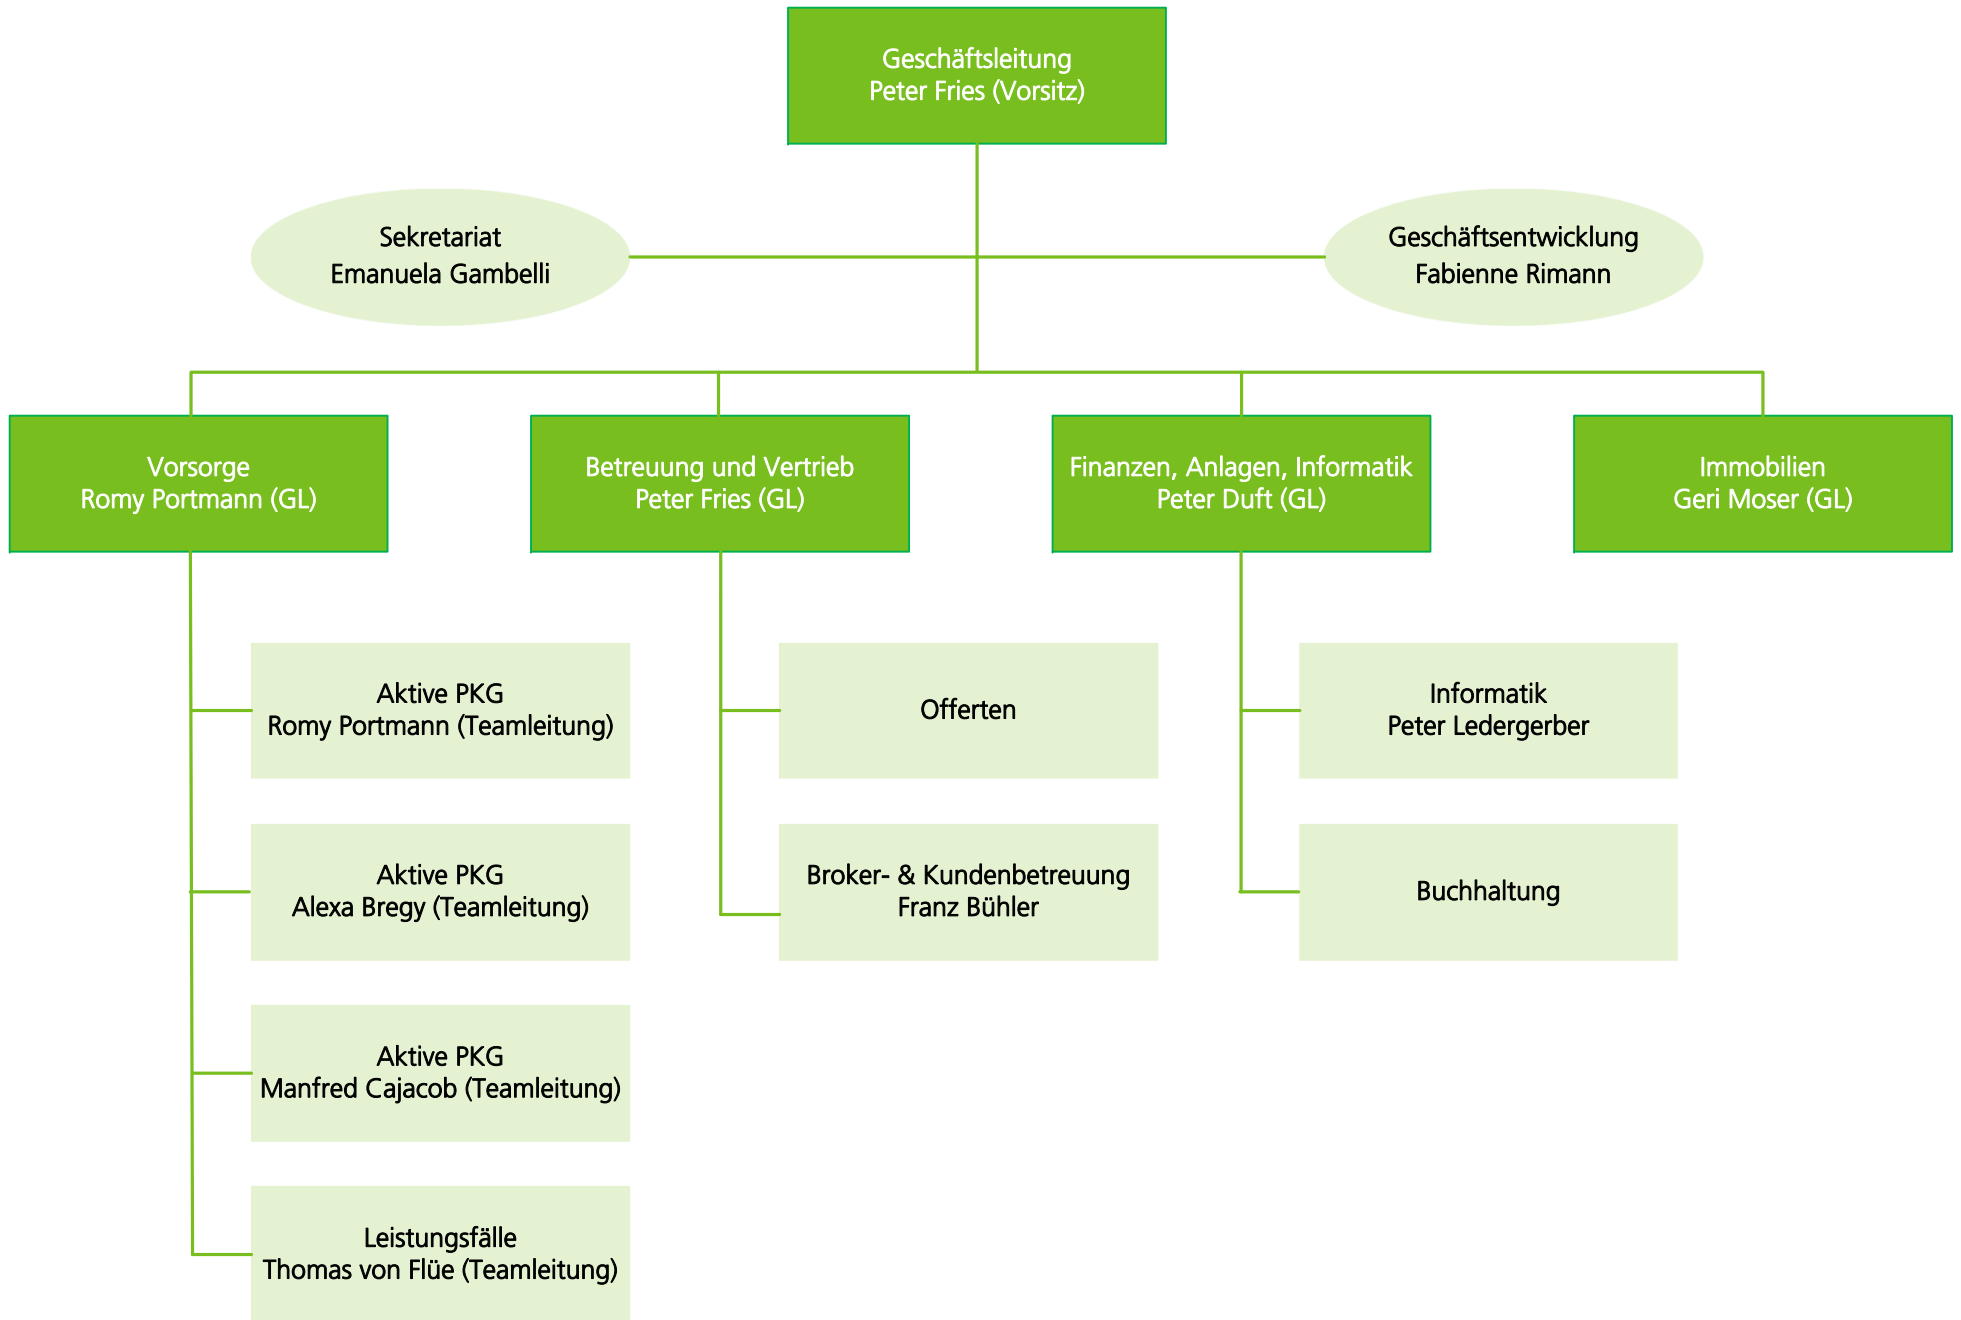 Geschäftsleitung
Peter Fries (Vorsitz)
Sekretariat
Emanuela Gambelli
Geschäftsentwicklung
Fabienne Rimann
Vorsorge
Romy Portmann (GL)
Betreuung und Vertrieb
Peter Fries (GL)
Finanzen, Anlagen, Informatik
Peter Duft (GL)
Immobilien
Geri Moser (GL)
Aktive PKG
Romy Portmann (Teamleitung)
Offerten
Informatik
Peter Ledergerber
Aktive PKG
Alexa Bregy (Teamleitung)
Broker- & Kundenbetreuung
Franz Bühler
Buchhaltung
Aktive PKG
Manfred Cajacob (Teamleitung)
Leistungsfälle
Thomas von Flüe (Teamleitung)